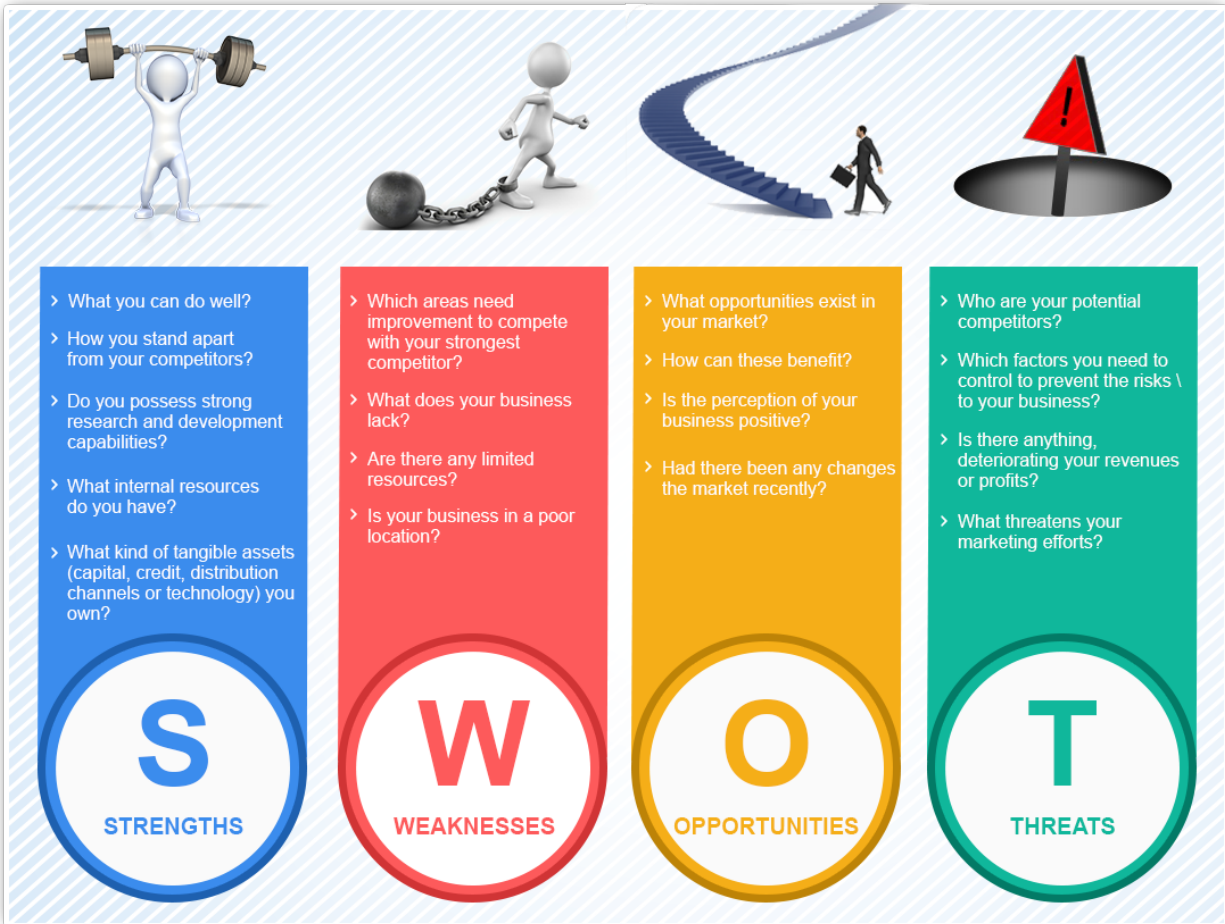 What you can do well?
How you stand apart
from your competitors?
Do you possess strong
research and development
capabilities?
What internal resources
do you have?
What kind of tangible assets
(capital, credit, distribution
channels or technology) you
own?
S
STRENGTHS
Which areas need
improvement to compete
with your strongest
competitor?
What does your business
lack?
Are there any limited
resources?
Is your business in a poor
location?
W
WEAKNESSES
What opportunities exist in
your market?
How can these benefit?
Is the perception of your
business positive?
Had there been any changes
the market recently?
O
OPPORTUNITIES
!
Who are your potential
competitors?
Which factors you need to
control to prevent the risks \
to your business?
Is there anything,
deteriorating your revenues
or profits?
What threatens your
marketing efforts?
T
THREATS